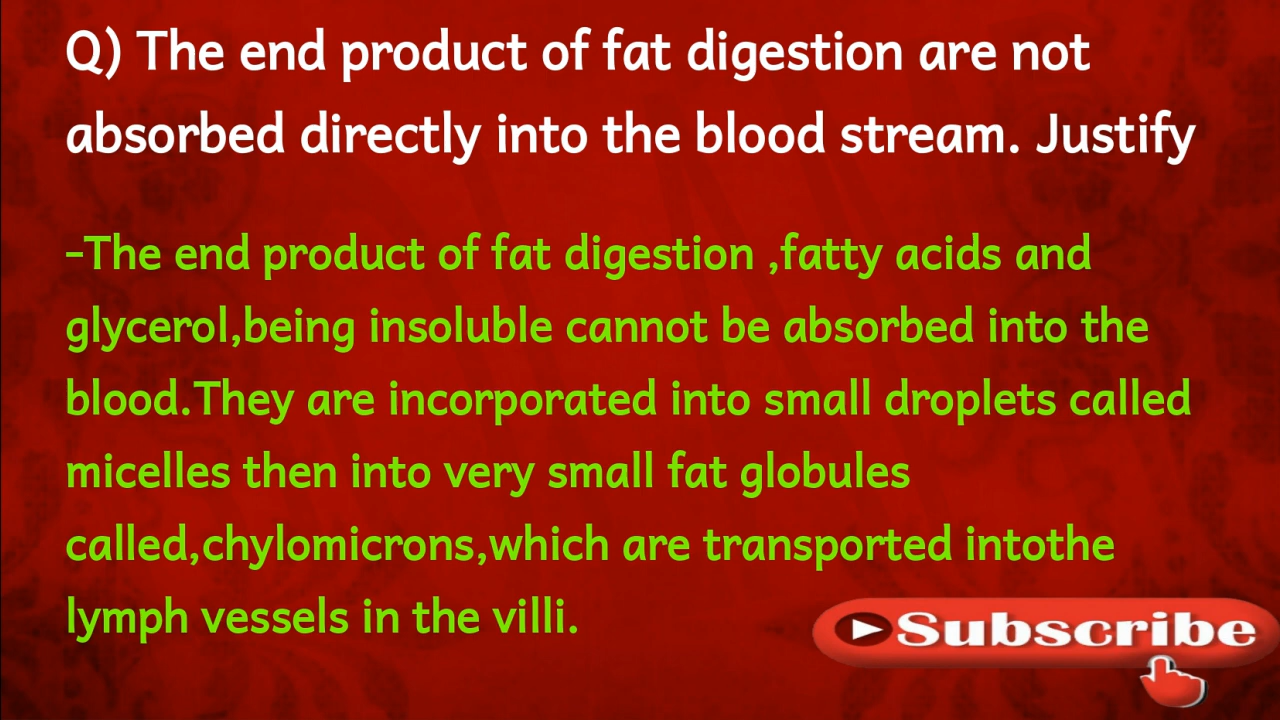 Q) The end product of fat digestion are not
absorbed directly into the blood stream. Justify
-The end product of fat digestion ,fatty acids and
glycerol,being insoluble cannot be absorbed into the
blood.They are incorporated into small droplets called
micelles then into very small fat globules
called,chylomicrons,which are transported intothe
lymph vessels in the villi.
Subscribe